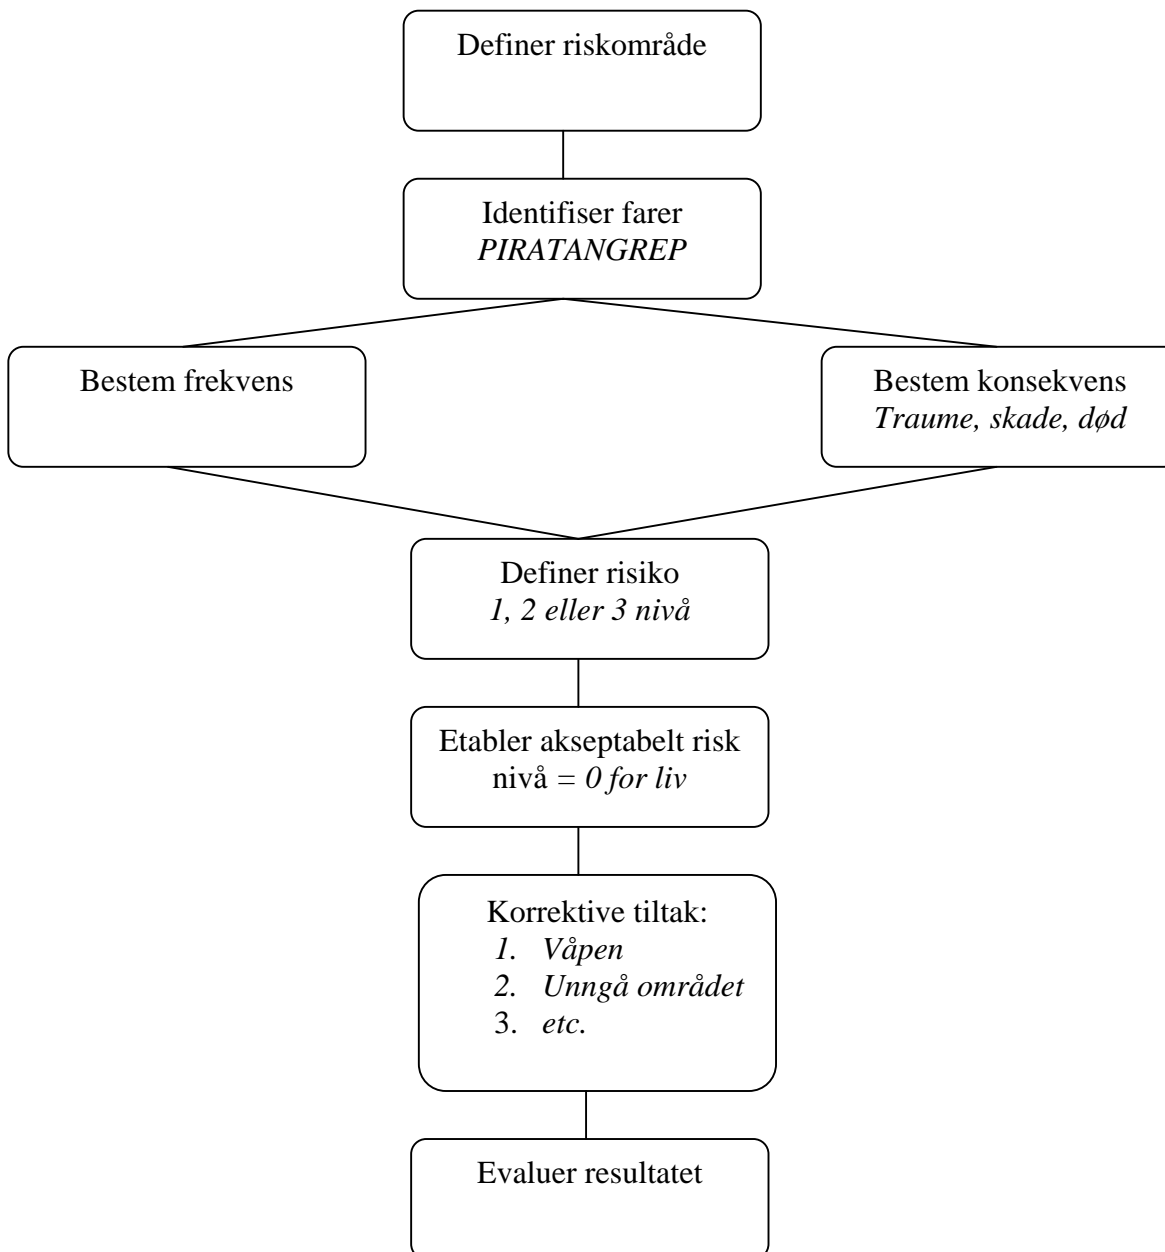 Definer riskområde
Identifiser farer
PIRATANGREP
Bestem frekvens
Bestem konsekvens
Traume, skade, død
Definer risiko
1, 2 eller 3 nivå
Etabler akseptabelt risk
nivå = 0 for liv
Korrektive tiltak:
1. Våpen
2. Unngå området
3. etc.
Evaluer resultatet